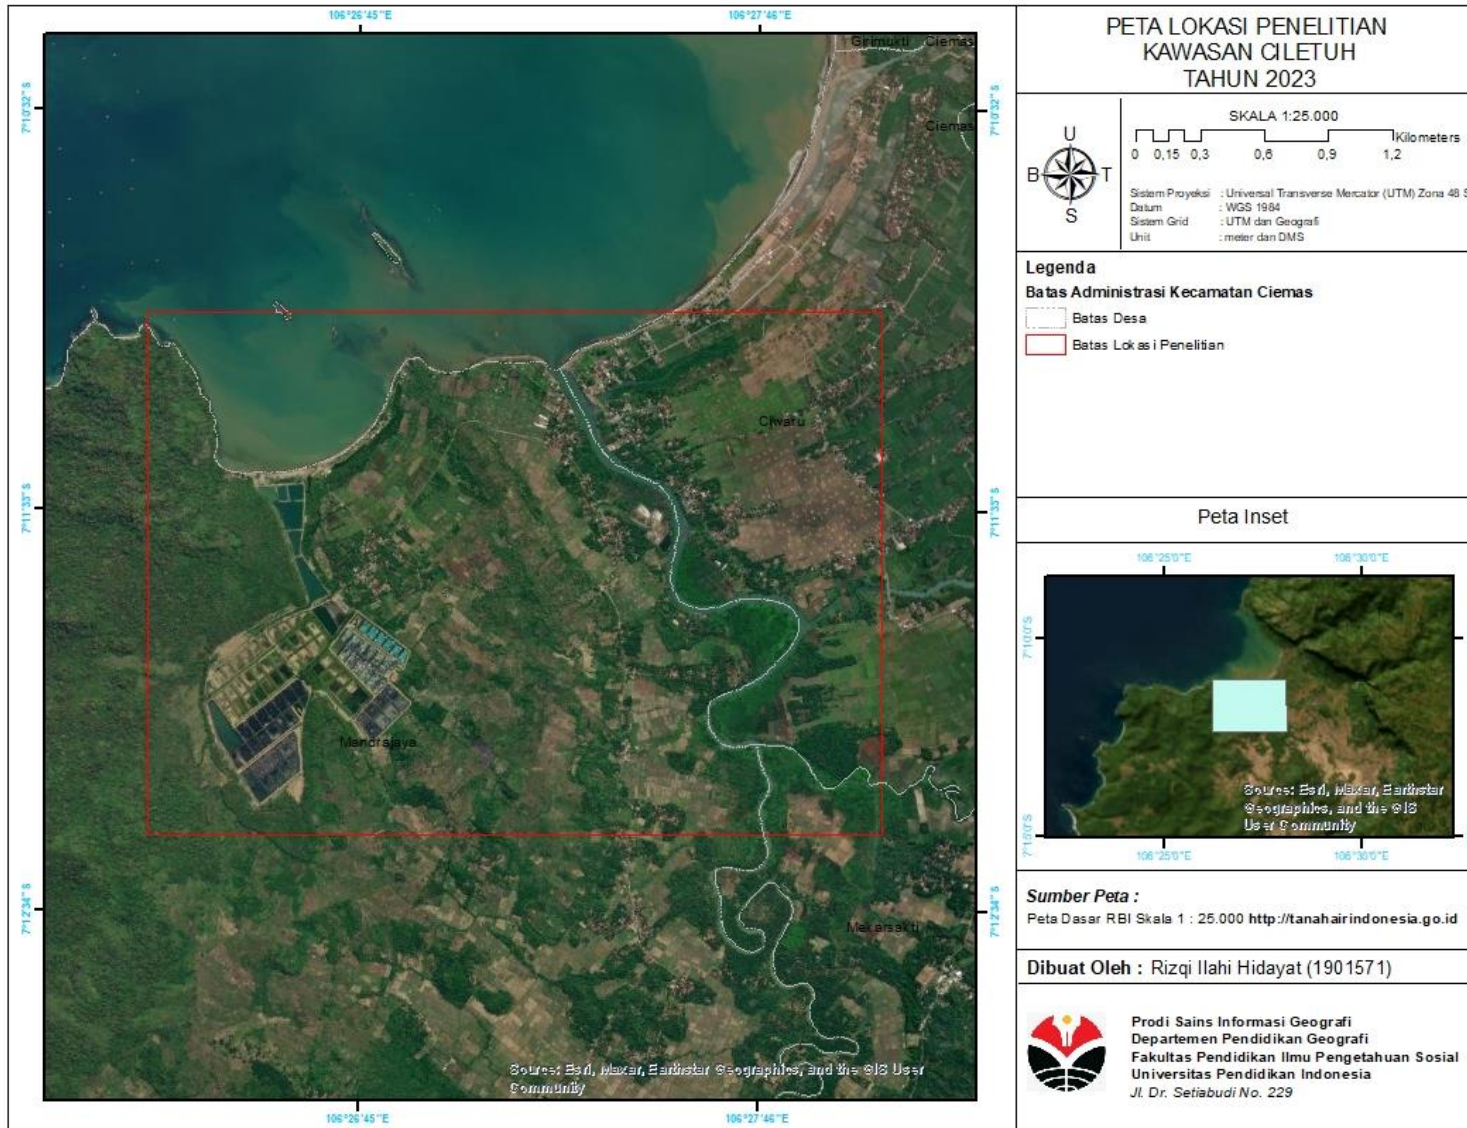 106°26'45"E
106°27'46"E
7°10'32"S
7°10'32"S
Girimukti
Ciemas
Ciemas
Ciwaru
7°11'33"S
7°11'33"S
Mandrajaya
7°12'34"S
7°12'34"S
Mekarsakti
Source: Esri, Maxar, Earthstar Geographics, and the GIS User
Community
106°26'45"E
106°27'46"E
PETA LOKASI PENELITIAN
KAWASAN CILETUH
TAHUN 2023
U
B
T
S
SKALA 1:25.000
Kilometers
0 0,15 0,3 0,6 0,9 1,2
Sistem Proyeksi : Universal Transverse Mercator (UTM) Zona 48 S
Datum : WGS 1984
Sistem Grid : UTM dan Geografi
Unit : meter dan DMS
Legenda
Batas Administrasi Kecamatan Ciemas
Batas Desa
Batas Lokasi Penelitian
Peta Inset
106°25'0"E
106°30'0"E
7°10'0"S
7°15'0"S
Source: Esri, Maxar, Earthstar
Geographics, and the GIS
User Community
106°25'0"E
106°30'0"E
Sumber Peta :
Peta Dasar RBI Skala 1 : 25.000 http://tanahairindonesia.go.id
Dibuat Oleh : Rizqi Ilahi Hidayat (1901571)
Prodi Sains Informasi Geografi
Departemen Pendidikan Geografi
Fakultas Pendidikan Ilmu Pengetahuan Sosial
Universitas Pendidikan Indonesia
Jl. Dr. Setiabudi No. 229